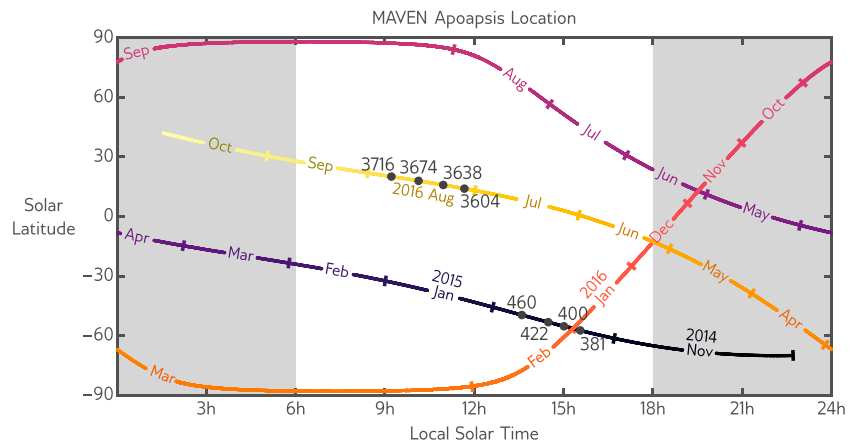 MAVEN Apoapsis Location
90
60
30
0
−30
−60
−90
Solar
Latitude
Sep
Aug
Jul
Jun
May
Oct
Nov
Dec
2016
Jan
Feb
Oct
Sep
3716 3674 3638
3604
2016 Aug
Jul
Jun
May
Apr
Apr
Mar
Feb
2015
Jan
460
422
400
381
2014
Nov
Mar
3h 6h 9h 12h 15h 18h 21h 24h
Local Solar Time